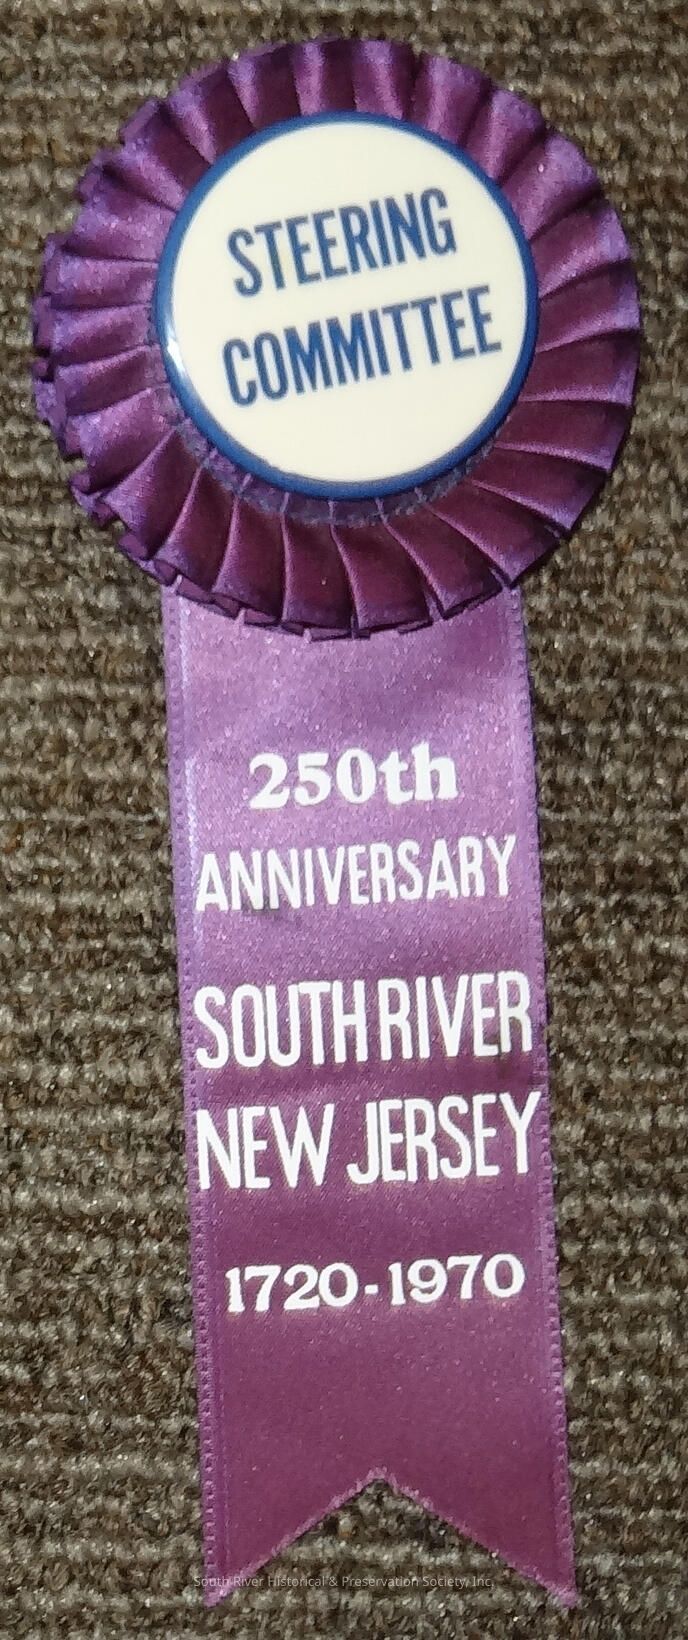 STEERING
COMMITTEE
250th
ANNIVERSARY
SOUTH RIVER
NEW JERSEY
1720-1970
South River Historical & Preservation Society, Inc.